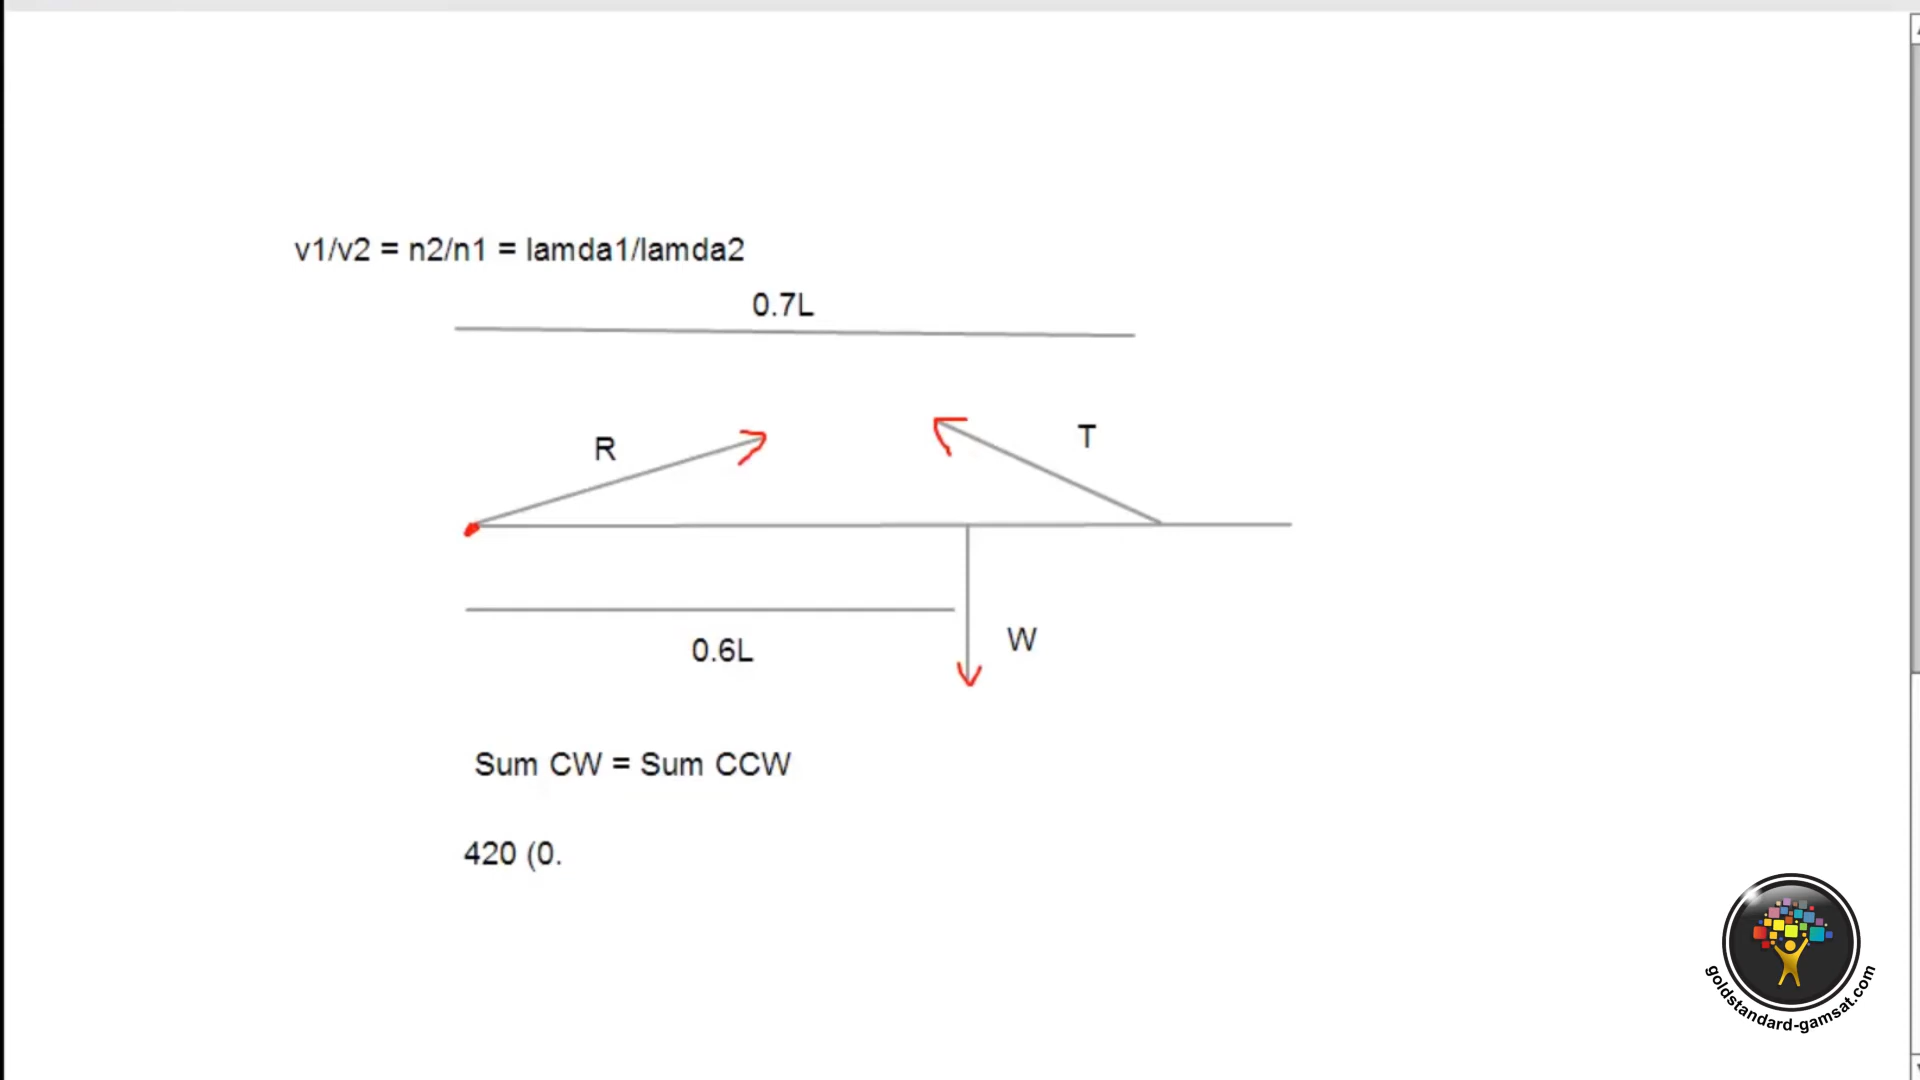 v1/v2 = n2/n1 = lamda1/lamda2
0.7L
R
T
0.6L
W
Sum CW = Sum CCW
420 (0.
goldstandard-gamsat.com